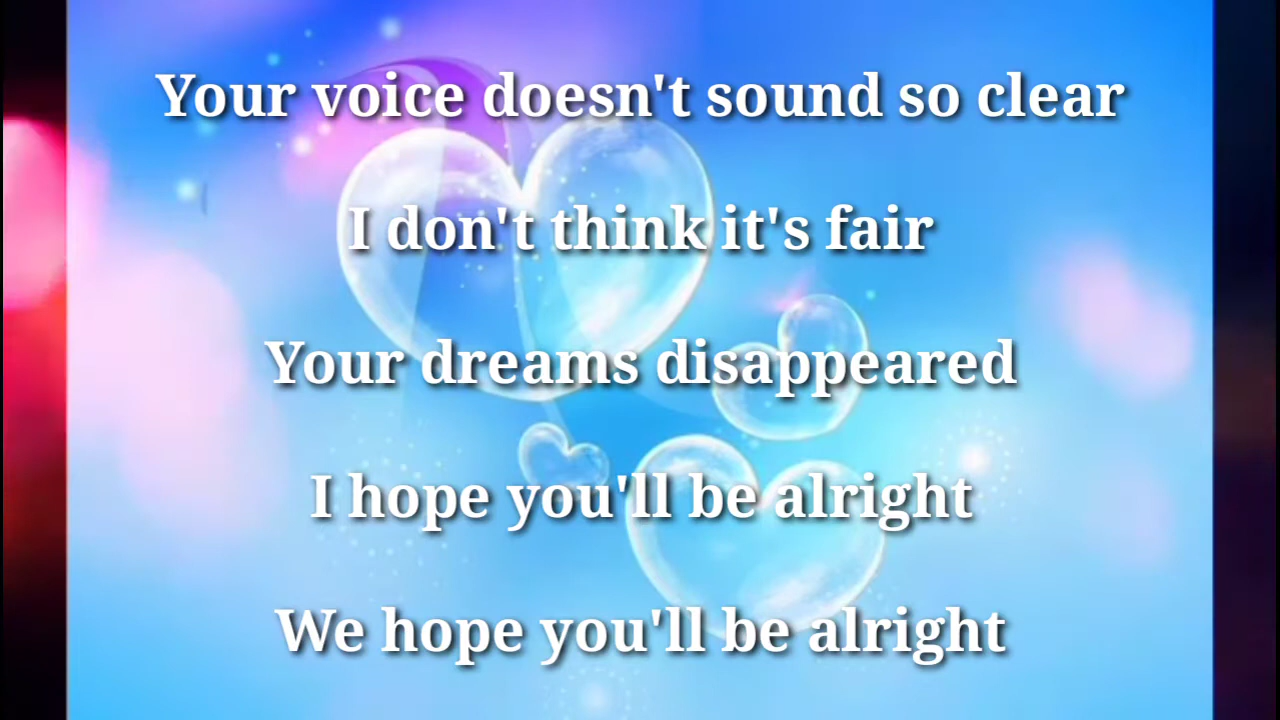 Your voice doesn't sound so clear
I don't think it's fair
Your dreams disappeared
I hope you'll be alright
We hope you'll be alright